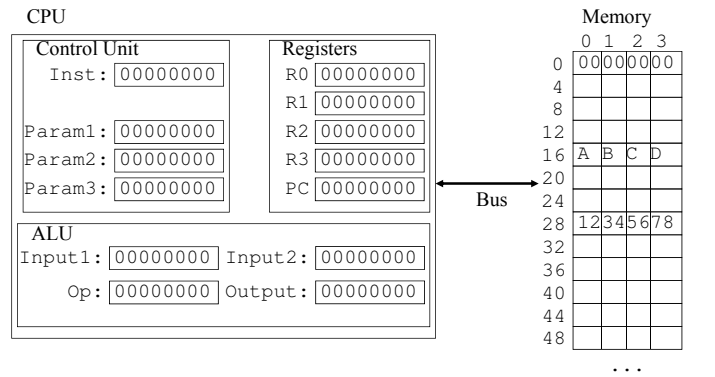 CPU
Control Unit
Inst: 00000000
Param1: 00000000
Param2: 00000000
Param3: 00000000
Registers
R0 00000000
R1 00000000
R2 00000000
R3 00000000
PC 00000000
ALU
Input1: 00000000 Input2: 00000000
Op: 00000000 Output: 00000000
Bus
Memory
0 1 2 3
0 00 00 00 00
4
8
12
16 A B C D
20
24
28 12 34 56 78
32
36
40
44
48
...